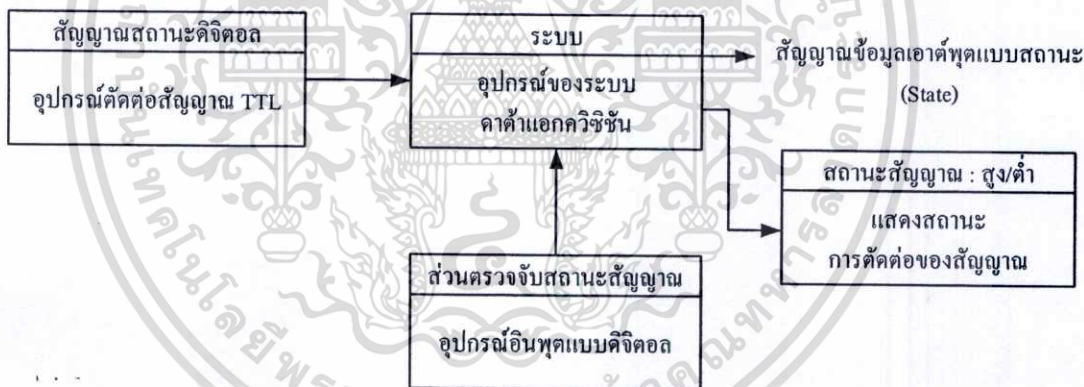 สัญญาณสถานะดิจิตอล
อุปกรณ์ตัดต่อสัญญาณ TTL
ระบบ
อุปกรณ์ของระบบ
ดาต้าแอกควิซิชัน
สัญญาณข้อมูลเอาต์พุตแบบสถานะ
(State)
สถานะสัญญาณ : สูง/ต่ำ
แสดงสถานะ
การตัดต่อของสัญญาณ
ส่วนตรวจจับสถานะสัญญาณ
อุปกรณ์อินพุตแบบดิจิตอล